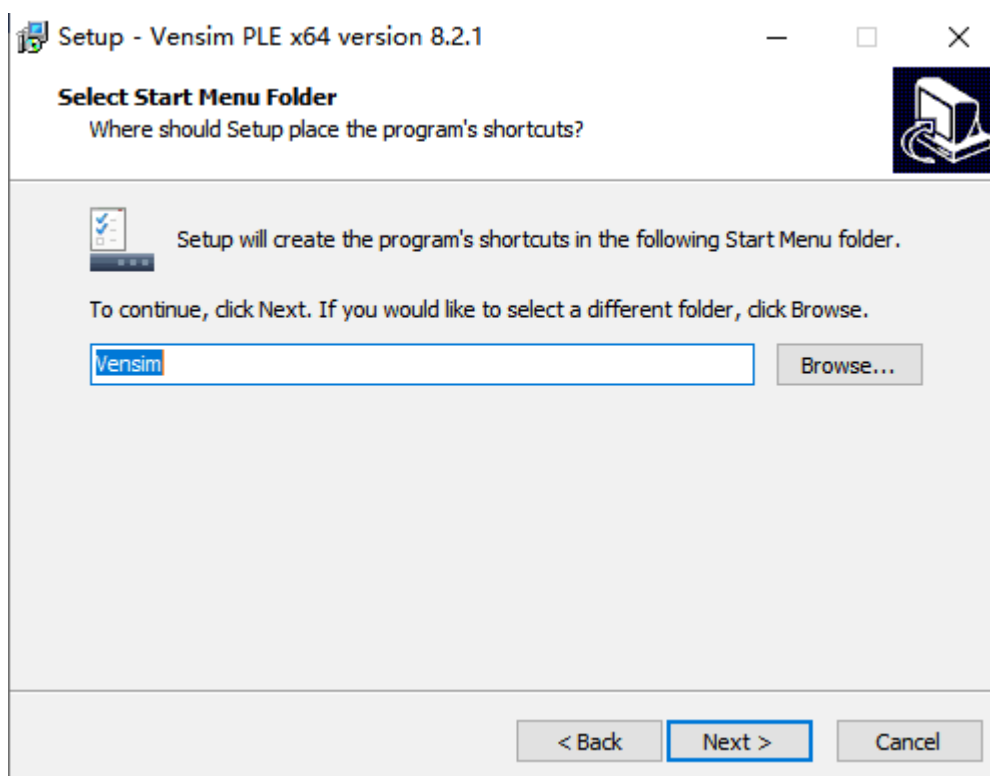 Setup - Vensim PLE x64 version 8.2.1
Select Start Menu Folder
Where should Setup place the program's shortcuts?
Setup will create the program's shortcuts in the following Start Menu folder.
To continue, click Next. If you would like to select a different folder, click Browse.
Vensim
Browse...
< Back
Next >
Cancel